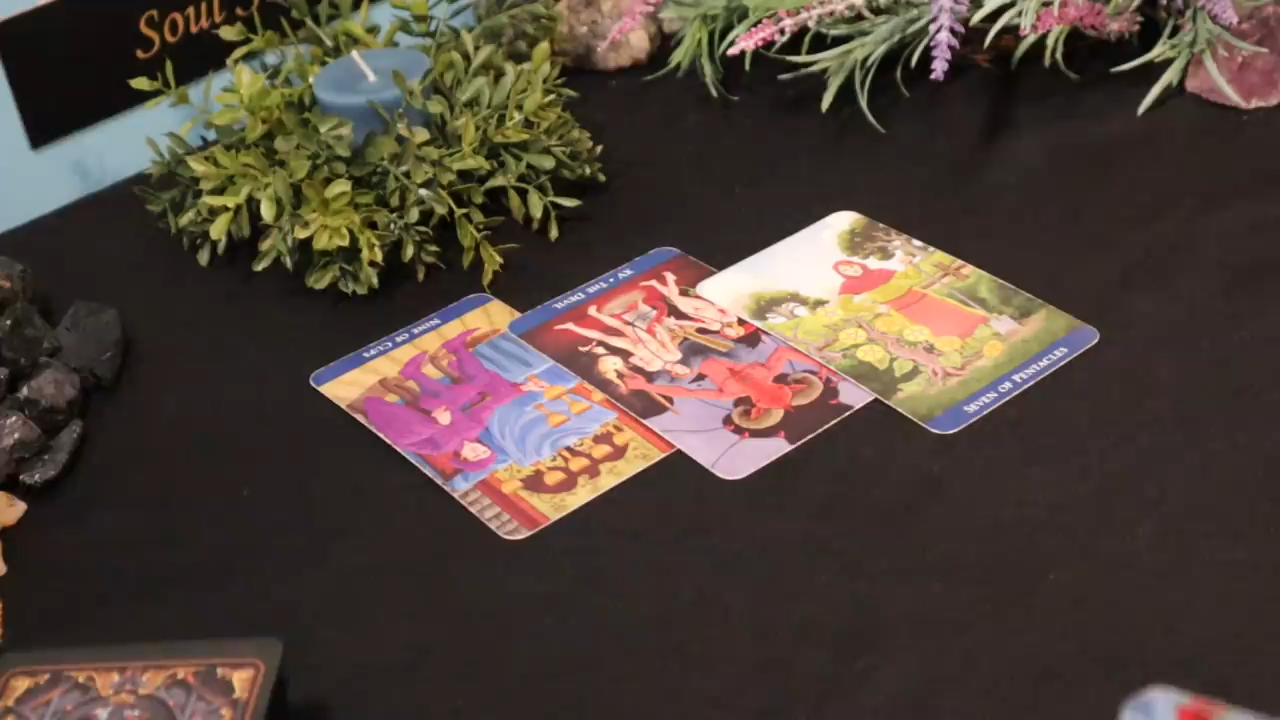 Soul
NINE OF CUPS
XV • THE DEVIL
SEVEN OF PENTACLES